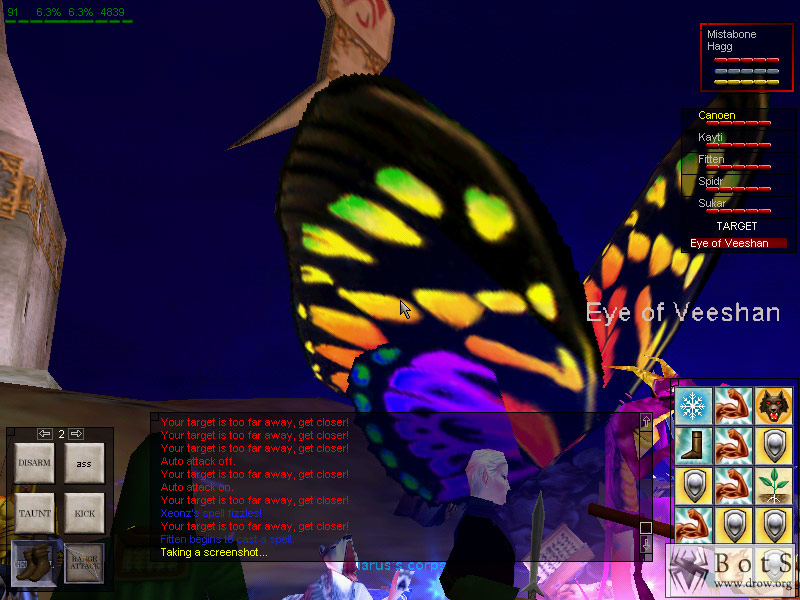 91 6.3% 6.3% 4839
Mistabone
Hagg
Canoen
Kayti
Fitten
Spidr
Sukar
TARGET
Eye of Veeshan
Eye of Veeshan
2
DISARM
ass
TAUNT
KICK
RANGE
ATTACK
Your target is too far away, get closer!
Your target is too far away, get closer!
Your target is too far away, get closer!
Auto attack off.
Your target is too far away, get closer!
Auto attack on.
Your target is too far away, get closer!
Xeonz's spell fizzles!
Your target is too far away, get closer!
Fitten begins to cast a spell.
Taking a screenshot...
BotS
www.drow.org